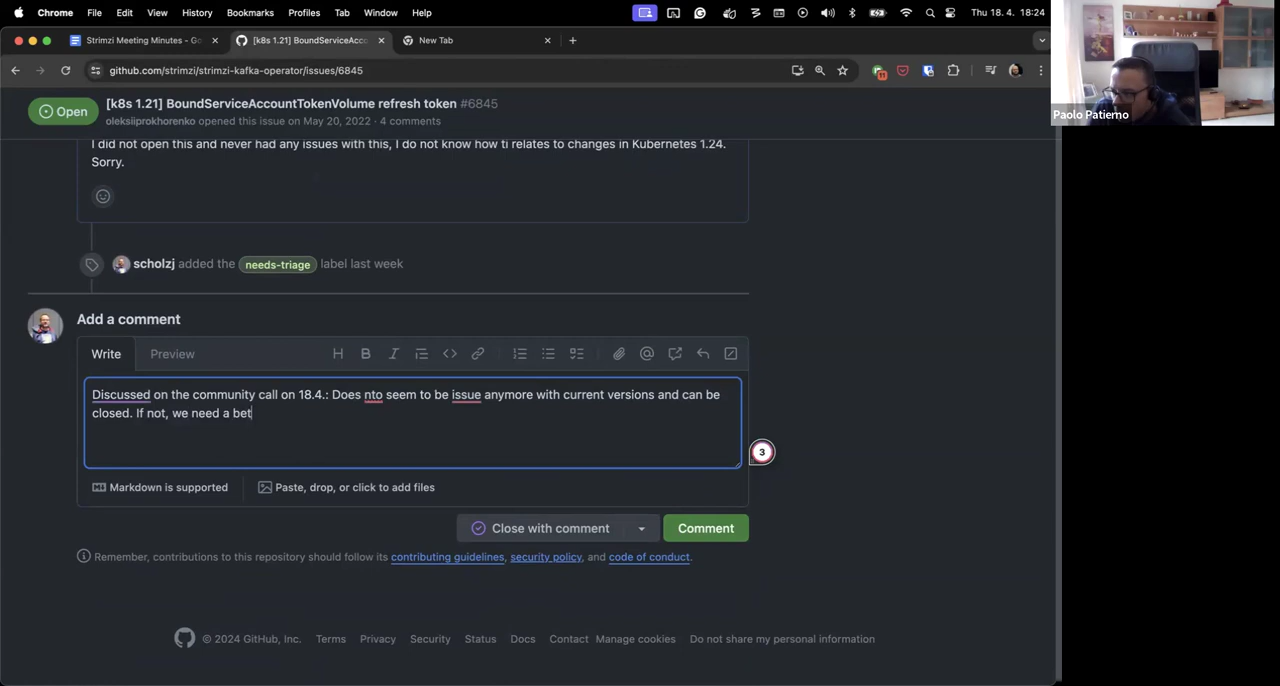 Chrome File Edit View History Bookmarks Profiles Tab Window Help
Thu 18. 4. 18:24
Strimzi Meeting Minutes - Go
[k8s 1.21] BoundServiceAcco
New Tab
github.com/strimzi/strimzi-kafka-operator/issues/6845
11
Open
[k8s 1.21] BoundServiceAccountTokenVolume refresh token #6845
oleksiiprokhorenko opened this issue on May 20, 2022 · 4 comments
Paolo Patierno
I did not open this and never had any issues with this, I do not know how ti relates to changes in Kubernetes 1.24.
Sorry.
scholzj added the needs-triage label last week
Add a comment
Write Preview
Discussed on the community call on 18.4.: Does nto seem to be issue anymore with current versions and can be
closed. If not, we need a bet
3
Markdown is supported
Paste, drop, or click to add files
Close with comment
Comment
Remember, contributions to this repository should follow its contributing guidelines, security policy, and code of conduct.
© 2024 GitHub, Inc. Terms Privacy Security Status Docs Contact Manage cookies Do not share my personal information